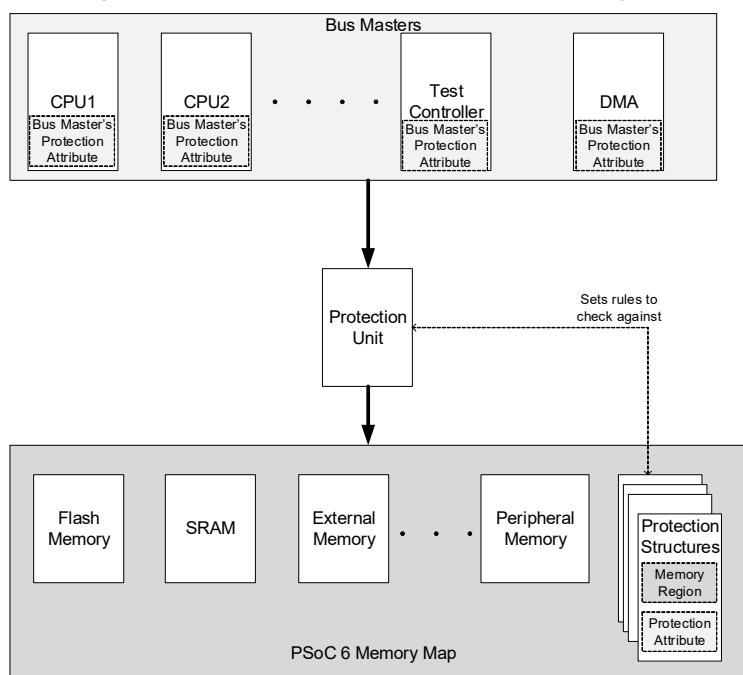 Bus Masters
CPU1
Bus Master's
Protection
Attribute
CPU2
Bus Master's
Protection
Attribute
Test
Controller
Bus Master's
Protection
Attribute
DMA
Bus Master's
Protection
Attribute
Protection
Unit
Sets rules to
check against
Flash
Memory
SRAM
External
Memory
Peripheral
Memory
Protection
Structures
Memory
Region
Protection
Attribute
PSoC 6 Memory Map